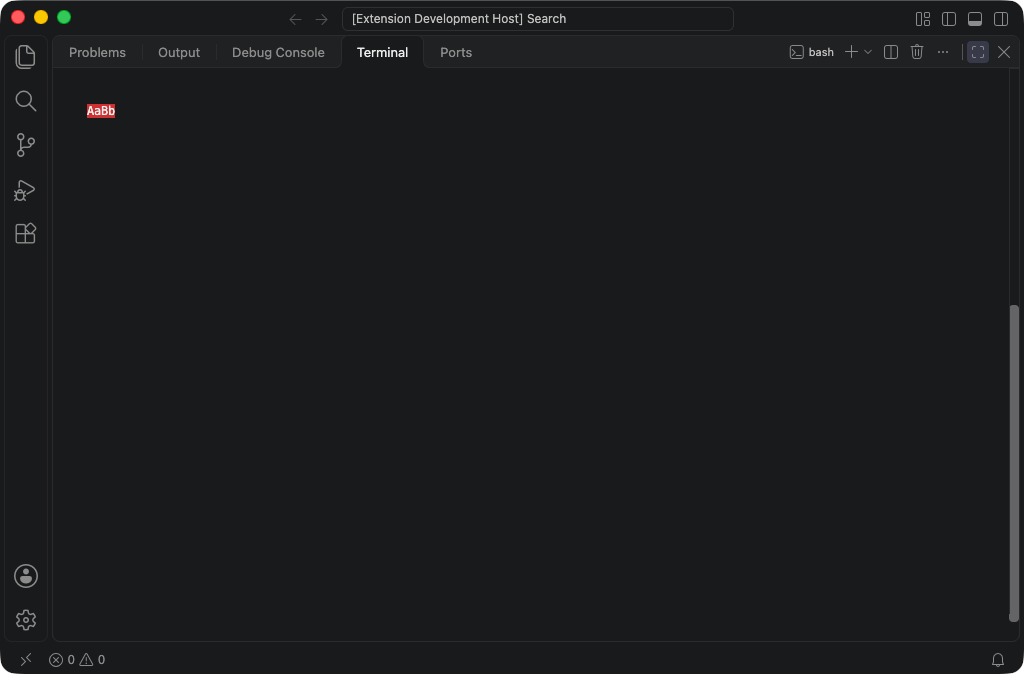 [Extension Development Host] Search
Problems
Output
Debug Console
Terminal
Ports
bash
AaBb
0
0